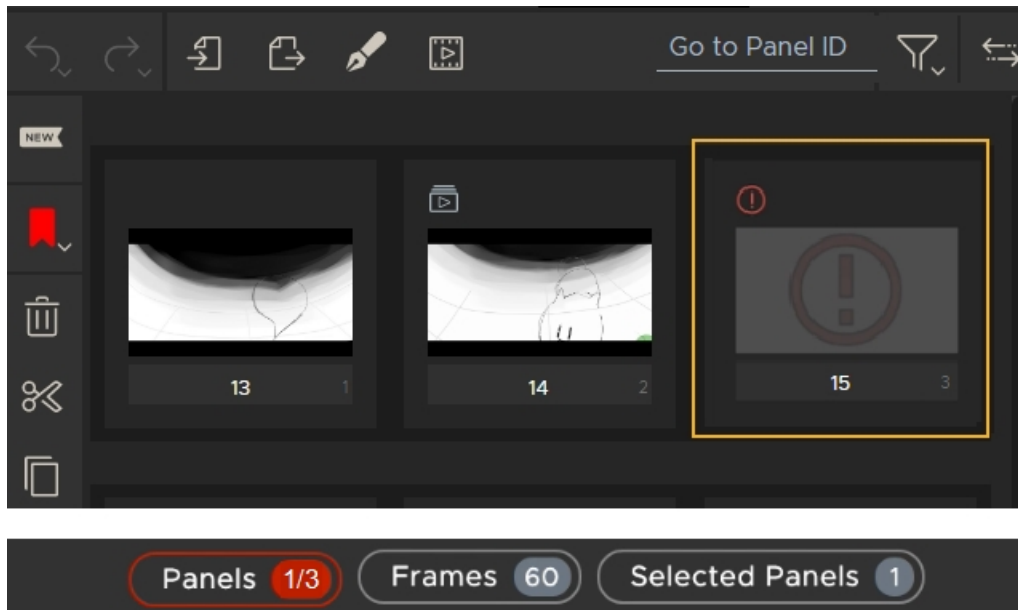 Go to Panel ID
NEW
13 1
14 2
15 3
Panels 1/3 Frames 60 Selected Panels 1